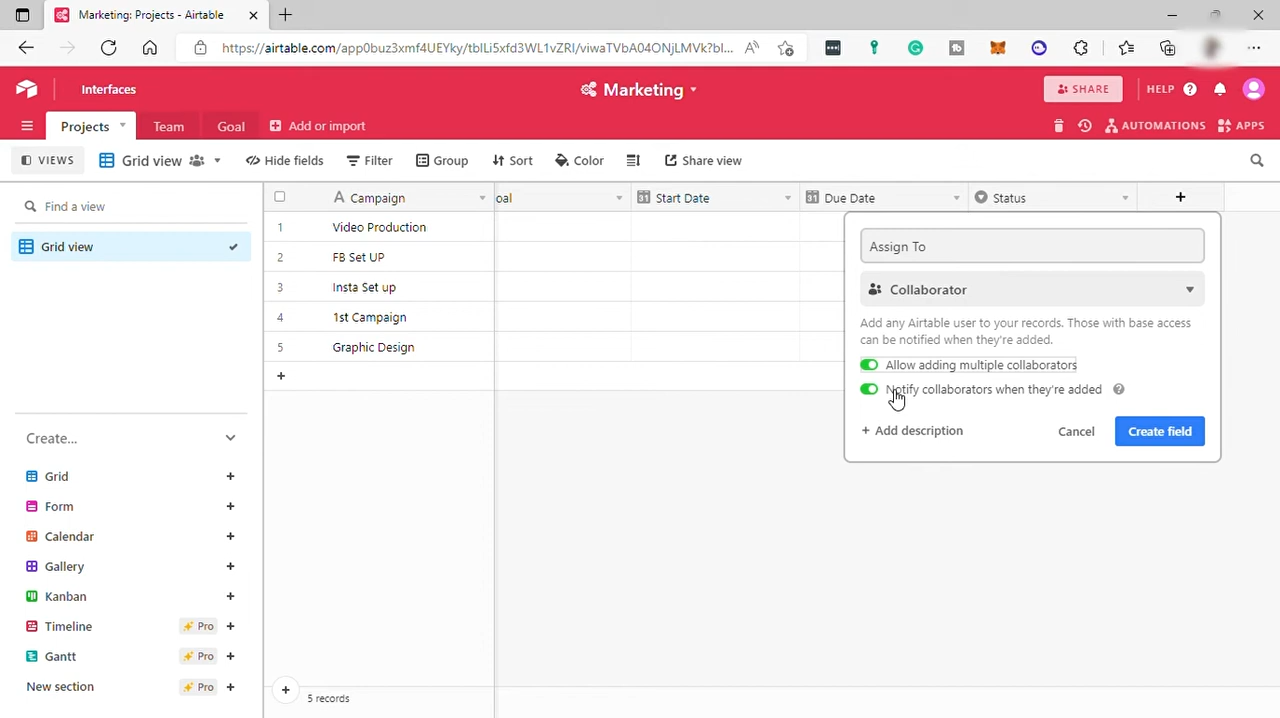 Marketing: Projects - Airtable
https://airtable.com/app0buz3xmf4UEYky/tblLi5xfd3WL1vZRI/viwaTVbA04ONjLMVk?bl...
Interfaces
Marketing
SHARE
HELP
Projects
Team
Goal
Add or import
AUTOMATIONS
APPS
VIEWS
Grid view
Hide fields
Filter
Group
Sort
Color
Share view
Find a view
Grid view
Campaign
oal
Start Date
Due Date
Status
1 Video Production
2 FB Set UP
3 Insta Set up
4 1st Campaign
5 Graphic Design
Assign To
Collaborator
Add any Airtable user to your records. Those with base access
can be notified when they're added.
Allow adding multiple collaborators
Notify collaborators when they're added
+ Add description
Cancel
Create field
Create...
Grid
Form
Calendar
Gallery
Kanban
Timeline
Pro
Gantt
Pro
New section
Pro
5 records